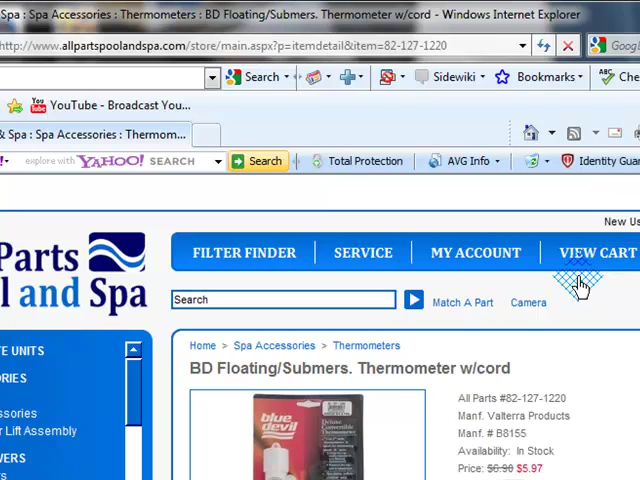 Spa : Spa Accessories : Thermometers : BD Floating/Submers. Thermometer w/cord - Windows Internet Explorer
http://www.allpartspoolandspa.com/store/main.aspx?p=itemdetail&item=82-127-1220
Search
Sidewiki
Bookmarks
YouTube - Broadcast You...
& Spa : Spa Accessories : Thermom...
explore with YAHOO! SEARCH
Search
Total Protection
AVG Info
Identity Guar
New Us
Parts
l and Spa
FILTER FINDER
SERVICE
MY ACCOUNT
VIEW CART
Search
Match A Part
Camera
TE UNITS
ORIES
ssories
r Lift Assembly
WERS
Home > Spa Accessories > Thermometers
BD Floating/Submers. Thermometer w/cord
blue devil
Deluxe
Convertible
Thermometer
All Parts #82-127-1220
Manf. Valterra Products
Manf. # B8155
Availability: In Stock
Price: $6.90 $5.97